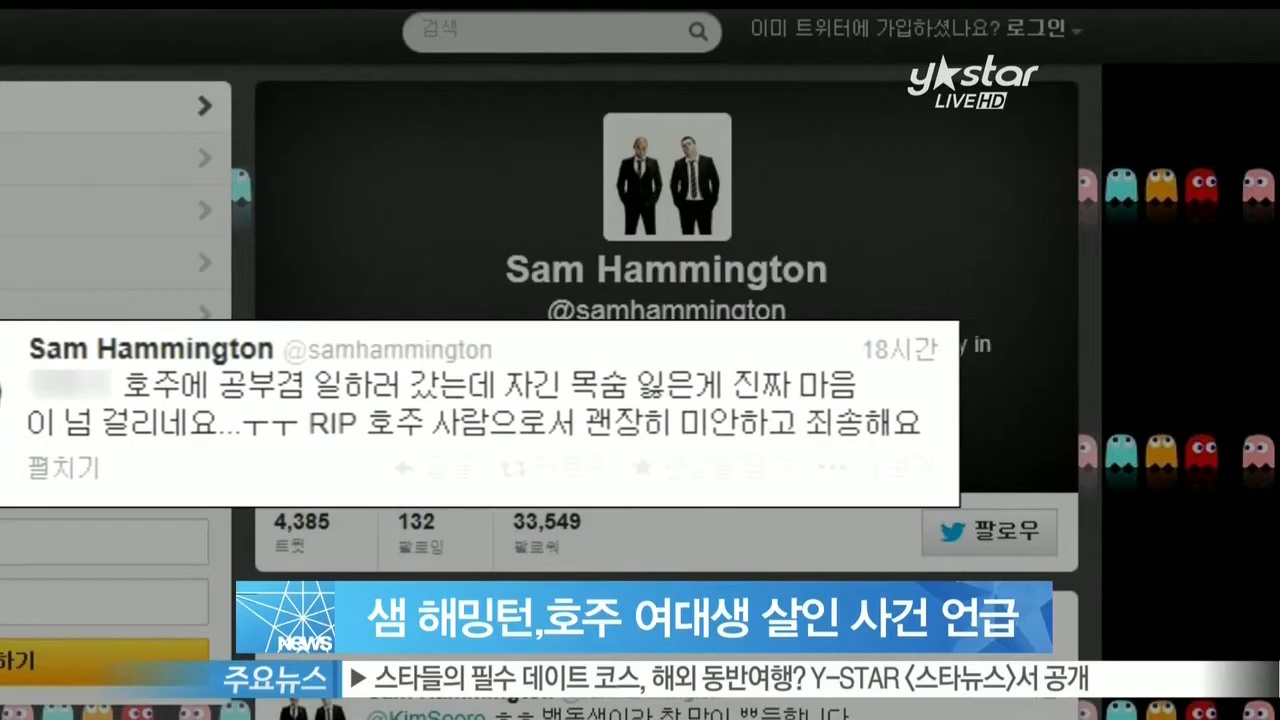 검색
이미 트위터에 가입하셨나요? 로그인
y star
LIVE HD
Sam Hammington
@samhammington
y in
Sam Hammington @samhammington 18시간
호주에 공부겸 일하러 갔는데 자긴 목숨 잃은게 진짜 마음
이 넘 걸리네요...ㅜㅜ RIP 호주 사람으로서 괜장히 미안하고 죄송해요
펼치기
4,385 132 33,549
트윗 팔로잉 팔로워
팔로우
NEWS
샘 해밍턴,호주 여대생 살인 사건 언급
하기
주요뉴스 ▶ 스타들의 필수 데이트 코스, 해외 동반여행? Y-STAR 〈스타뉴스〉서 공개